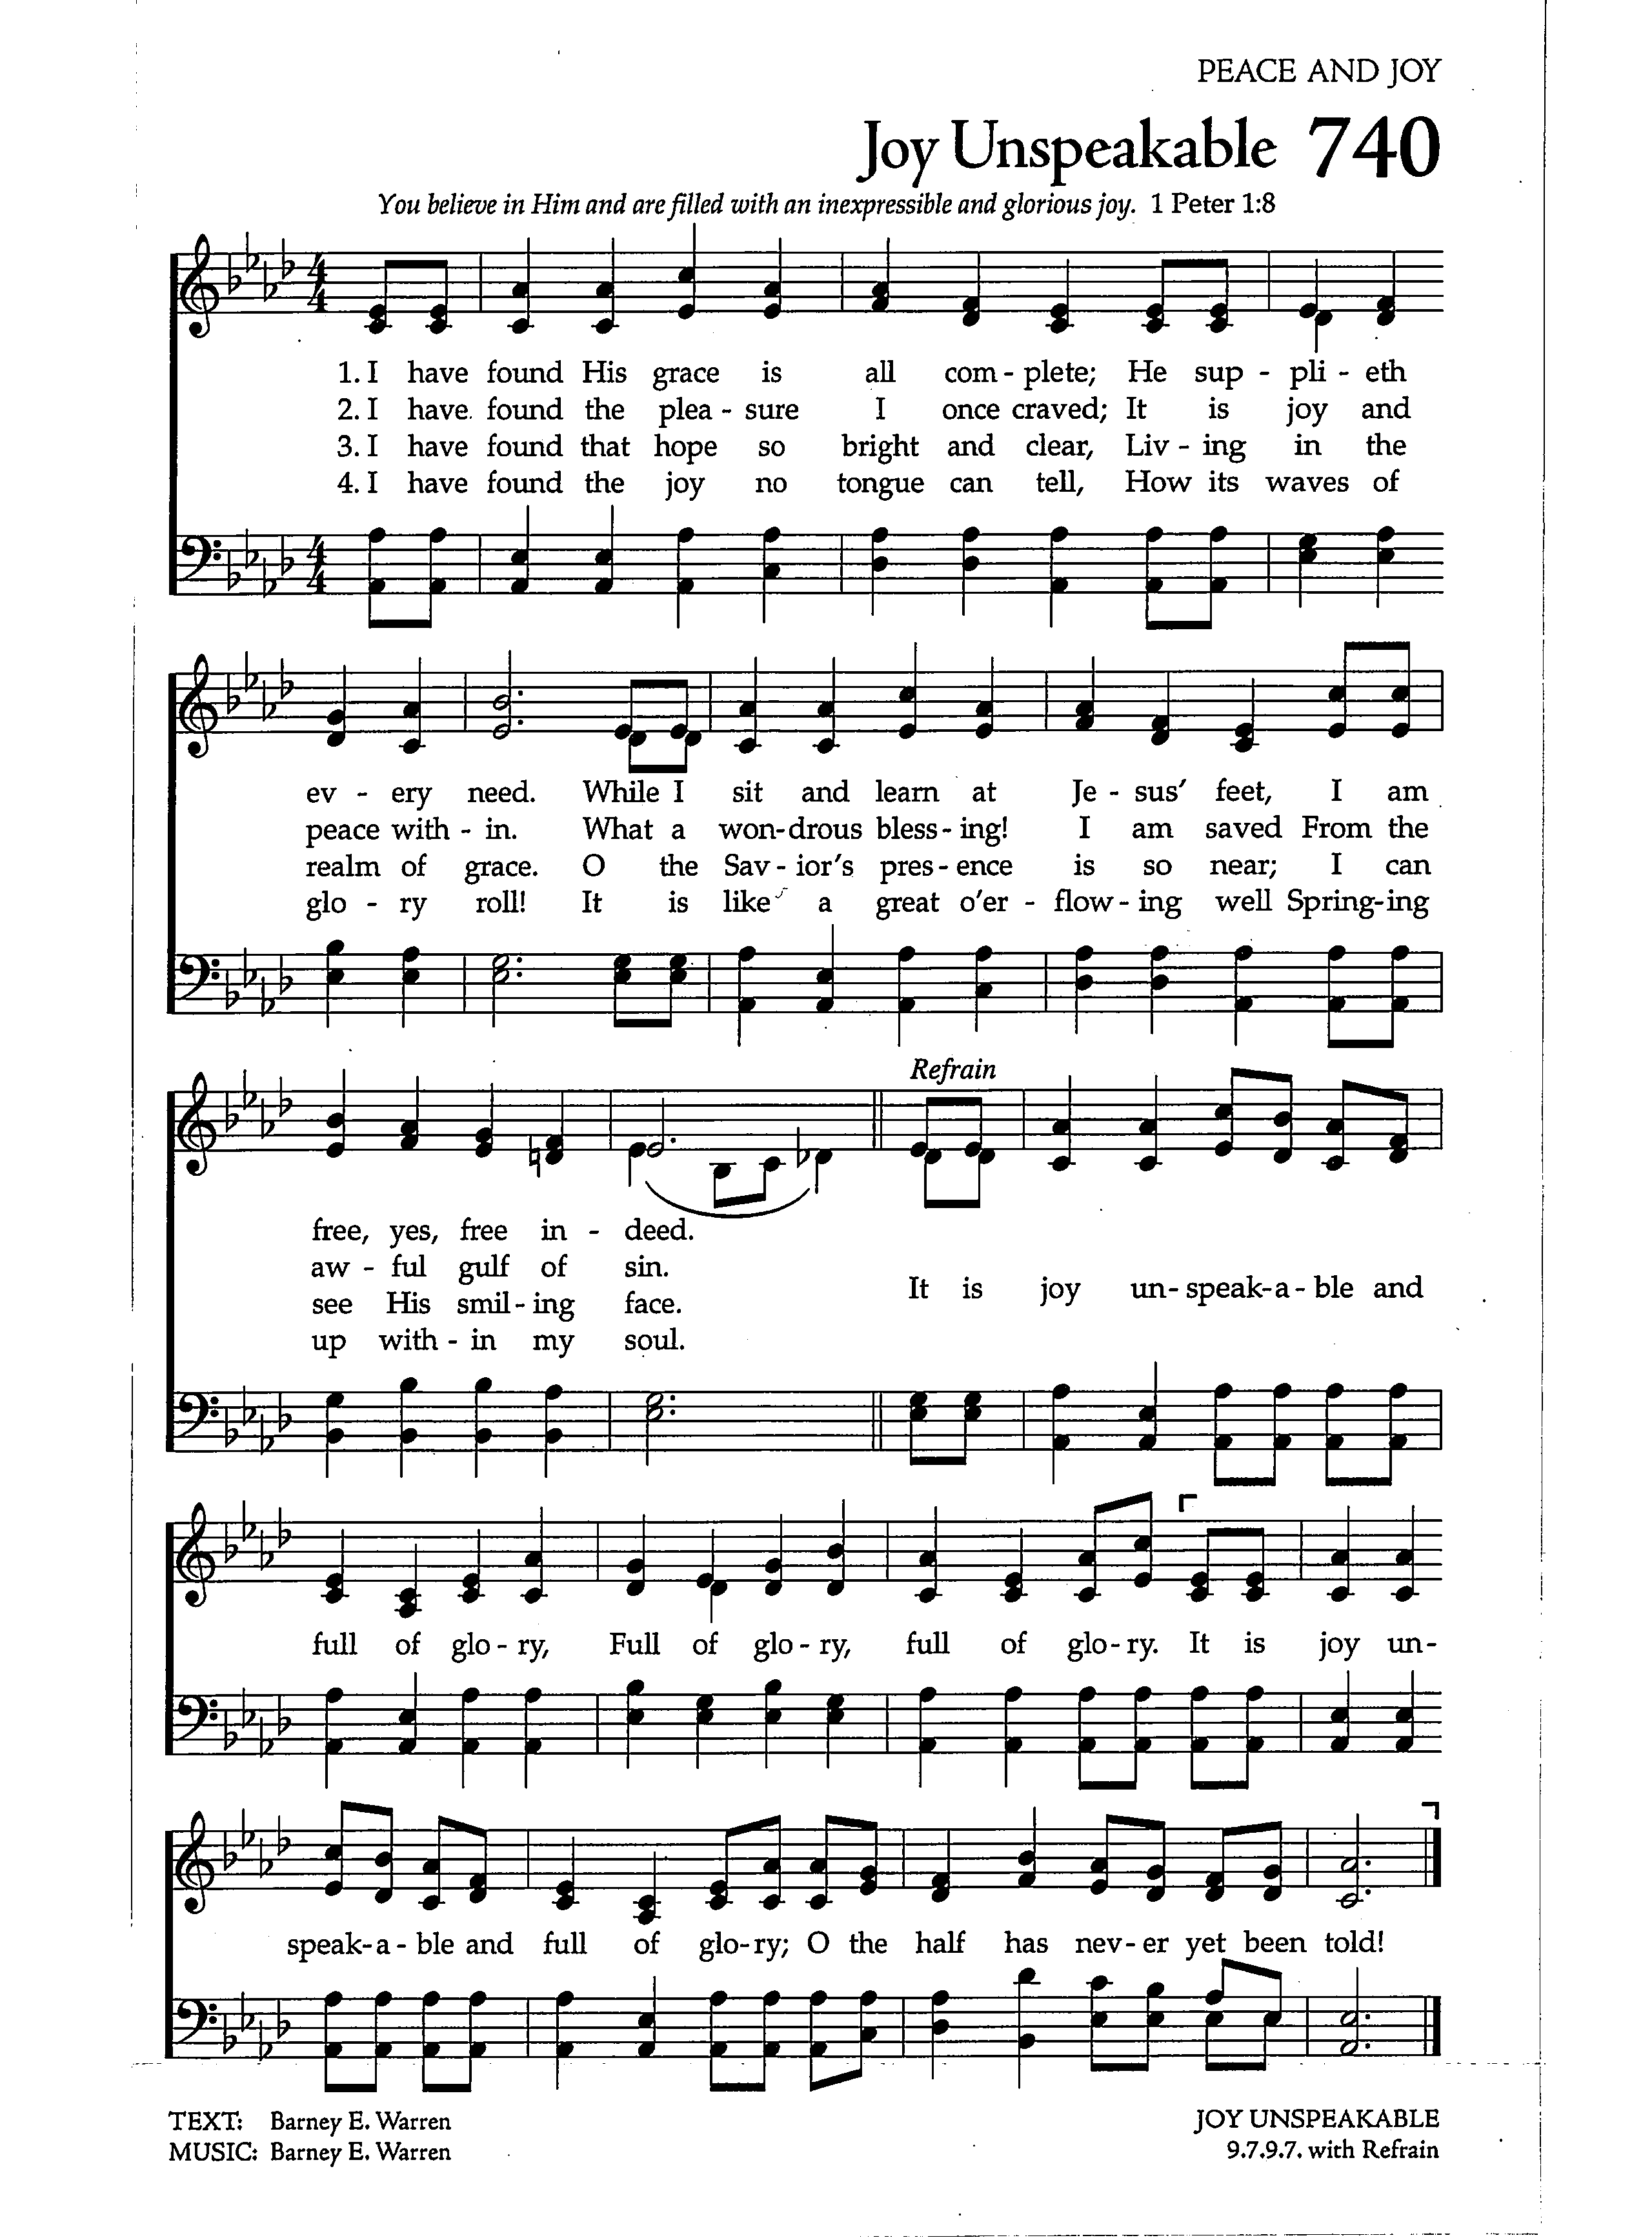 PEACE AND JOY
Joy Unspeakable 740
You believe in Him and are filled with an inexpressible and glorious joy. 1 Peter 1:8
4
4
1. I have found His grace is all com - plete; He sup - pli - eth
2. I have found the plea - sure I once craved; It is joy and
3. I have found that hope so bright and clear, Liv - ing in the
4. I have found the joy no tongue can tell, How its waves of
4
4
ev - ery need. While I sit and learn at Je - sus' feet, I am
peace with - in. What a won - drous bless - ing! I am saved From the
realm of grace. O the Sav - ior's pres - ence is so near; I can
glo - ry roll! It is like a great o'er - flow - ing well Spring - ing
Refrain
free, yes, free in - deed.
aw - ful gulf of sin.
see His smil - ing face.
up with - in my soul.
It is joy un - speak - a - ble and
full of glo - ry, Full of glo - ry, full of glo - ry. It is joy un -
speak - a - ble and full of glo - ry; O the half has nev - er yet been told!
TEXT: Barney E. Warren
MUSIC: Barney E. Warren
JOY UNSPEAKABLE
9.7.9.7. with Refrain